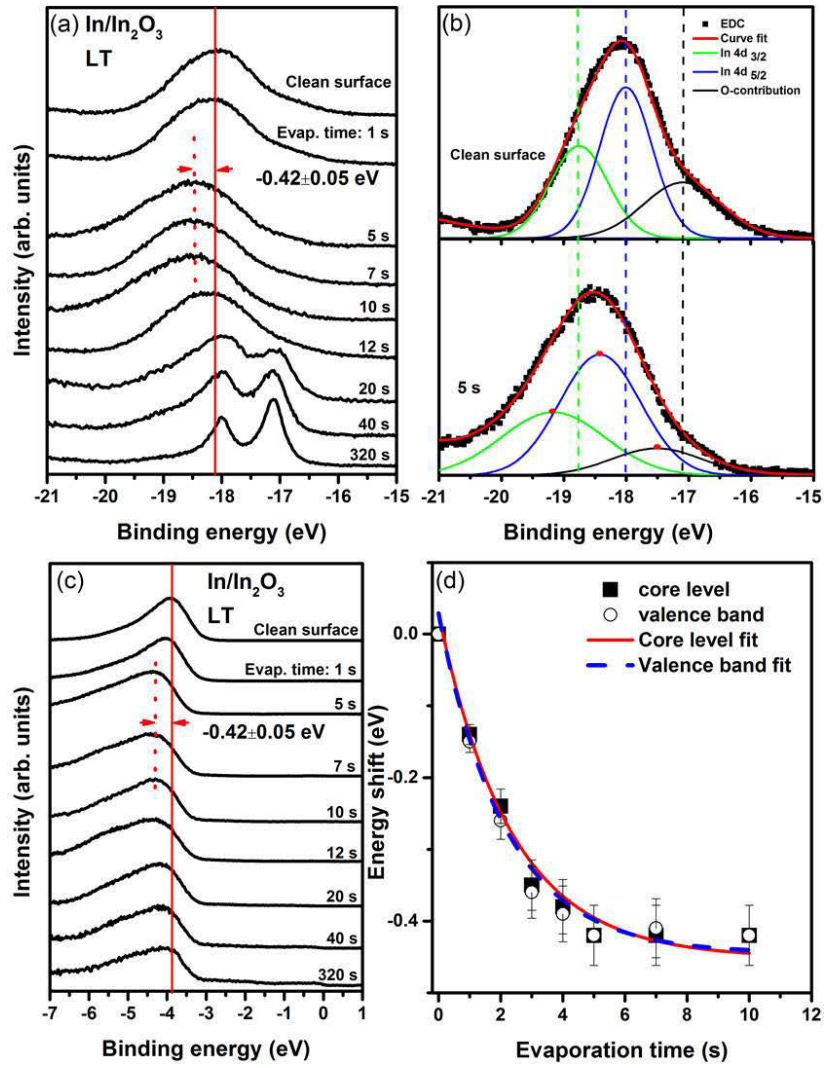 (a) In/In2O3
LT
Clean surface
Evap. time: 1 s
-0.42±0.05 eV
5 s
7 s
10 s
12 s
20 s
40 s
320 s
Intensity (arb. units)
-21 -20 -19 -18 -17 -16 -15
Binding energy (eV)
(b)
EDC
Curve fit
In 4d 3/2
In 4d 5/2
O-contribution
Clean surface
5 s
-21 -20 -19 -18 -17 -16 -15
Binding energy (eV)
(c)
In/In2O3
LT
Clean surface
Evap. time: 1 s
5 s
-0.42±0.05 eV
7 s
10 s
12 s
20 s
40 s
320 s
Intensity (arb. units)
-7 -6 -5 -4 -3 -2 -1 0 1
Binding energy (eV)
(d)
core level
valence band
Core level fit
Valence band fit
0.0
-0.2
-0.4
Energy shift (eV)
0 2 4 6 8 10 12
Evaporation time (s)